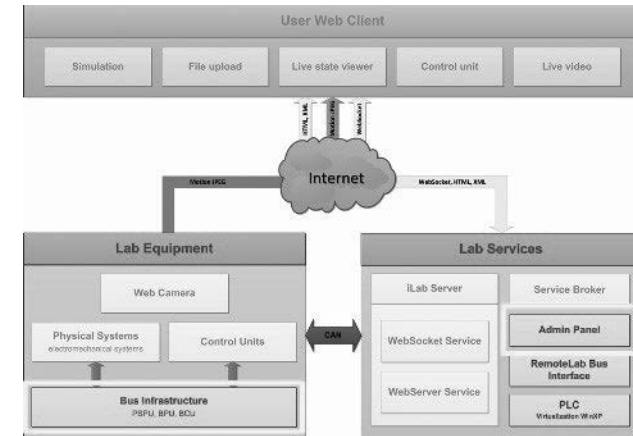 User Web Client
Simulation
File upload
Live state viewer
Control unit
Live video
HTML, XML
Motion JPEG
WebSocket
Internet
Motion JPEG
WebSocker, HTML, XML
Lab Equipment
Web Camera
Physical Systems
electromechanical systems
Control Units
Bus Infrastructure
PSPU, BPU, BCU
CAN
Lab Services
iLab Server
WebSocket Service
WebServer Service
Service Broker
Admin Panel
RemoteLab Bus
Interface
PLC
Virtualization WinXP